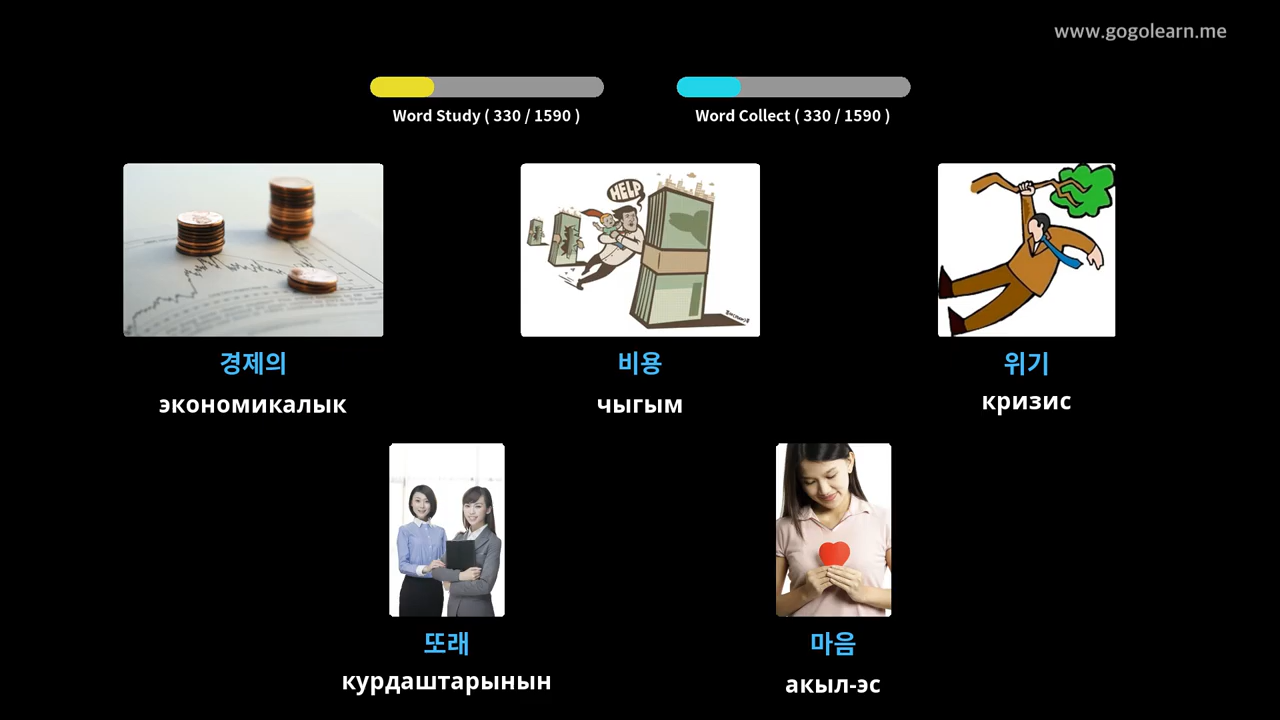 www.gogolearn.me
Word Study ( 330 / 1590 )
Word Collect ( 330 / 1590 )
HELP
경제의
экономикалык
비용
чыгым
위기
кризис
또래
курдаштарынын
마음
акыл-эс